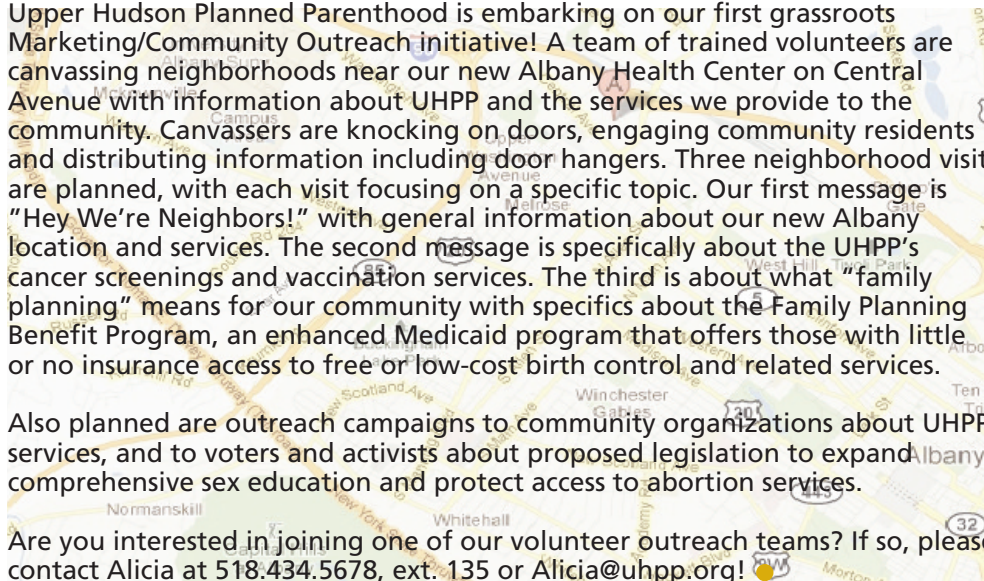 Upper Hudson Planned Parenthood is embarking on our first grassroots
Marketing/Community Outreach initiative! A team of trained volunteers are
canvassing neighborhoods near our new Albany Health Center on Central
Avenue with information about UHPP and the services we provide to the
community. Canvassers are knocking on doors, engaging community residents
and distributing information including door hangers. Three neighborhood visit
are planned, with each visit focusing on a specific topic. Our first message is
"Hey We're Neighbors!" with general information about our new Albany
location and services. The second message is specifically about the UHPP's
cancer screenings and vaccination services. The third is about what "family
planning" means for our community with specifics about the Family Planning
Benefit Program, an enhanced Medicaid program that offers those with little
or no insurance access to free or low-cost birth control and related services.
Scotland Ave
Winchester
Gables
20
Also planned are outreach campaigns to community organizations about UHPP
services, and to voters and activists about proposed legislation to expand
Albany
comprehensive sex education and protect access to abortion services.
443
Normanskill
Whitehall
32
Are you interested in joining one of our volunteer outreach teams? If so, please
contact Alicia at 518.434.5678, ext. 135 or Alicia@uhpp.org!